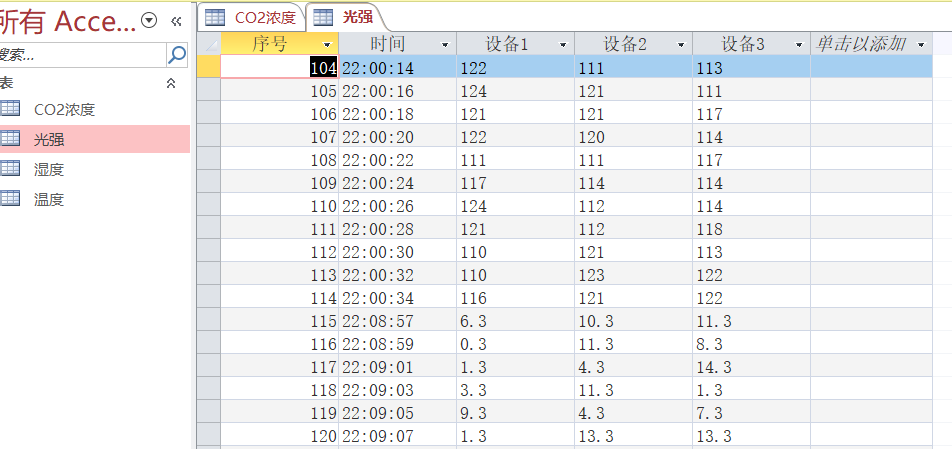 所有 Acce...
CO2浓度
光强
搜索...
表
CO2浓度
光强
湿度
温度
序号 时间 设备1 设备2 设备3 单击以添加
104 22:00:14 122 111 113
105 22:00:16 124 121 111
106 22:00:18 121 121 117
107 22:00:20 122 120 114
108 22:00:22 111 111 117
109 22:00:24 117 114 114
110 22:00:26 124 112 114
111 22:00:28 121 112 118
112 22:00:30 110 121 113
113 22:00:32 110 123 122
114 22:00:34 116 121 122
115 22:08:57 6.3 10.3 11.3
116 22:08:59 0.3 11.3 8.3
117 22:09:01 1.3 4.3 14.3
118 22:09:03 3.3 11.3 1.3
119 22:09:05 9.3 4.3 7.3
120 22:09:07 1.3 13.3 13.3